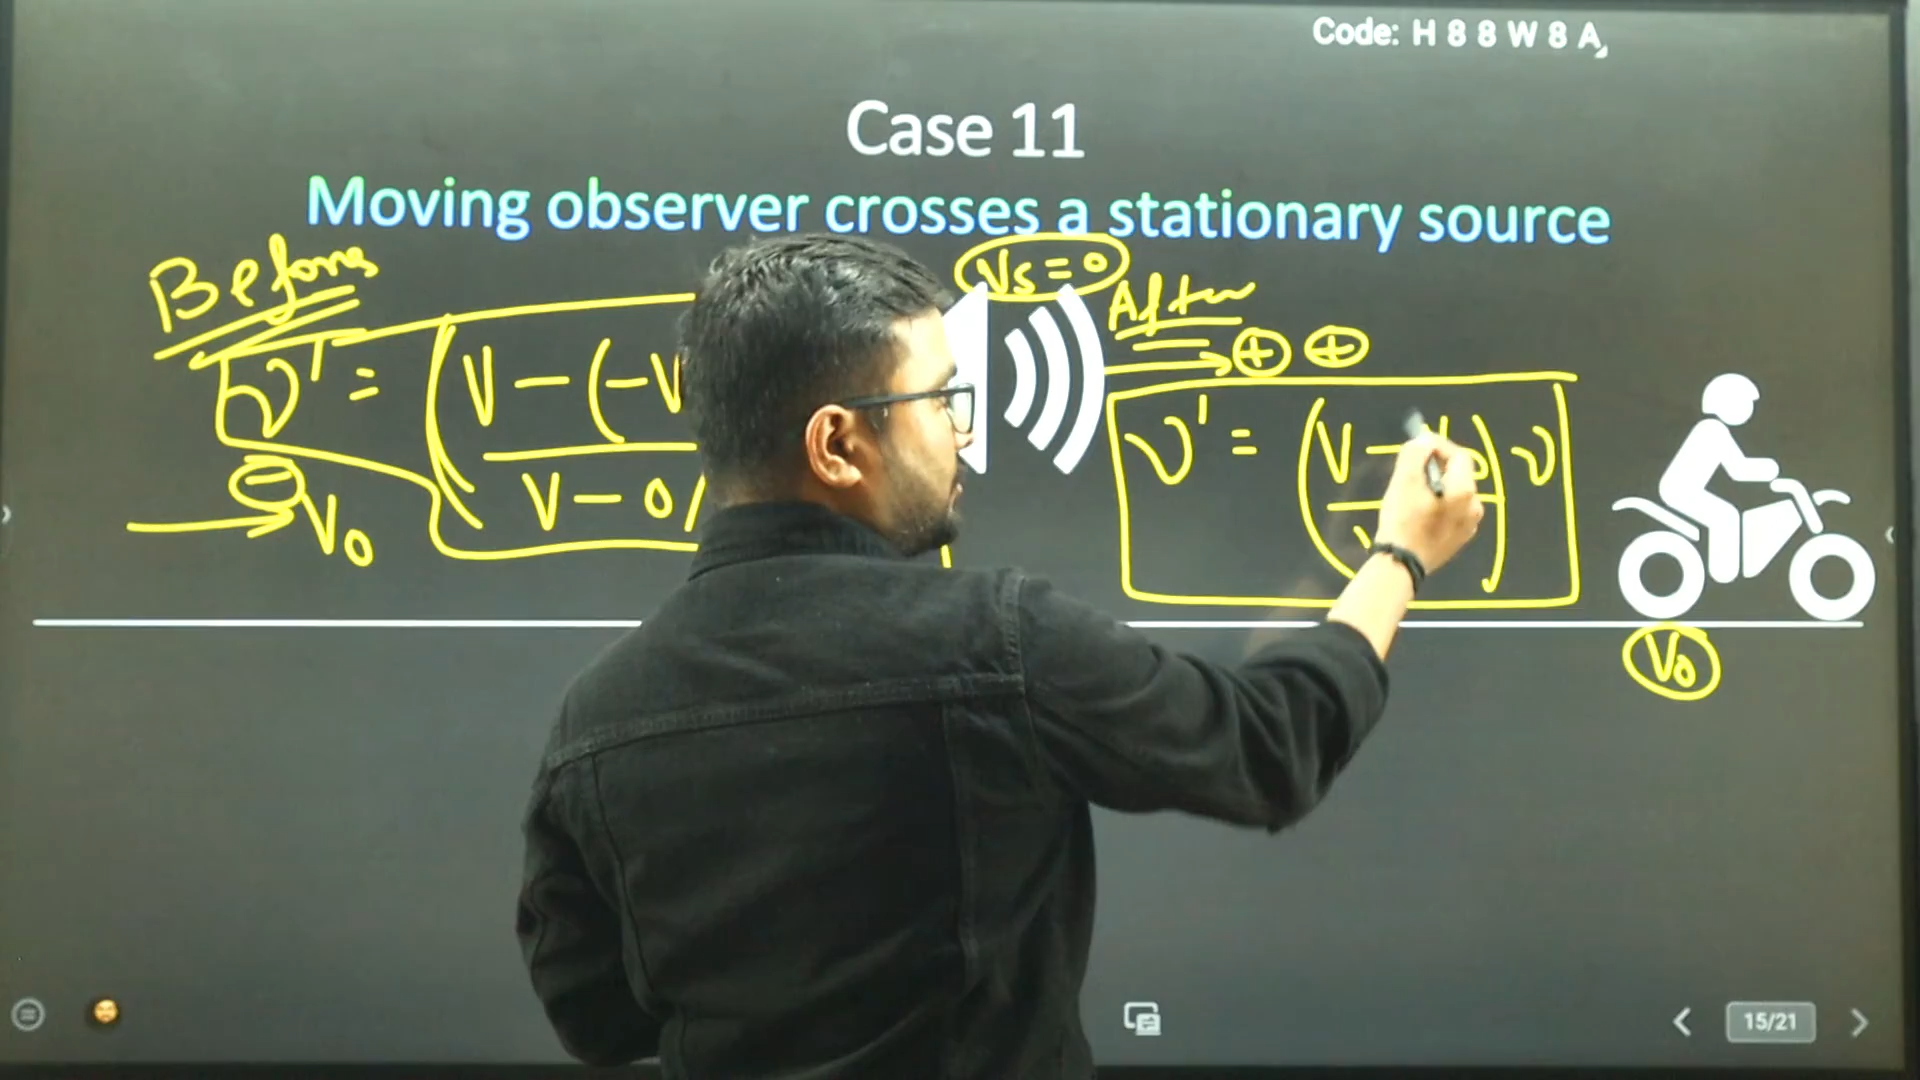 Code: H 8 8 W 8 A
Case 11
Moving observer crosses a stationary source
Before
Vs = 0
After
⊕ ⊕
ν' = (V - (-V
V - 0
ν' = (V - V0) ν
V
⊖
V0
V0
15/21